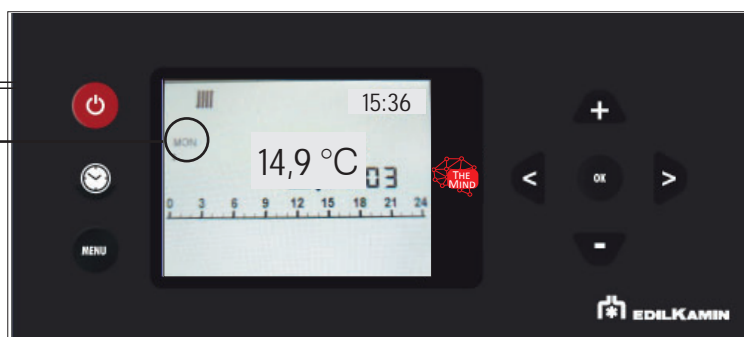 15:36
MON
14,9 °C
03
0 3 6 9 12 15 18 21 24
THE
MIND
OK
MENU
EDILKAMIN